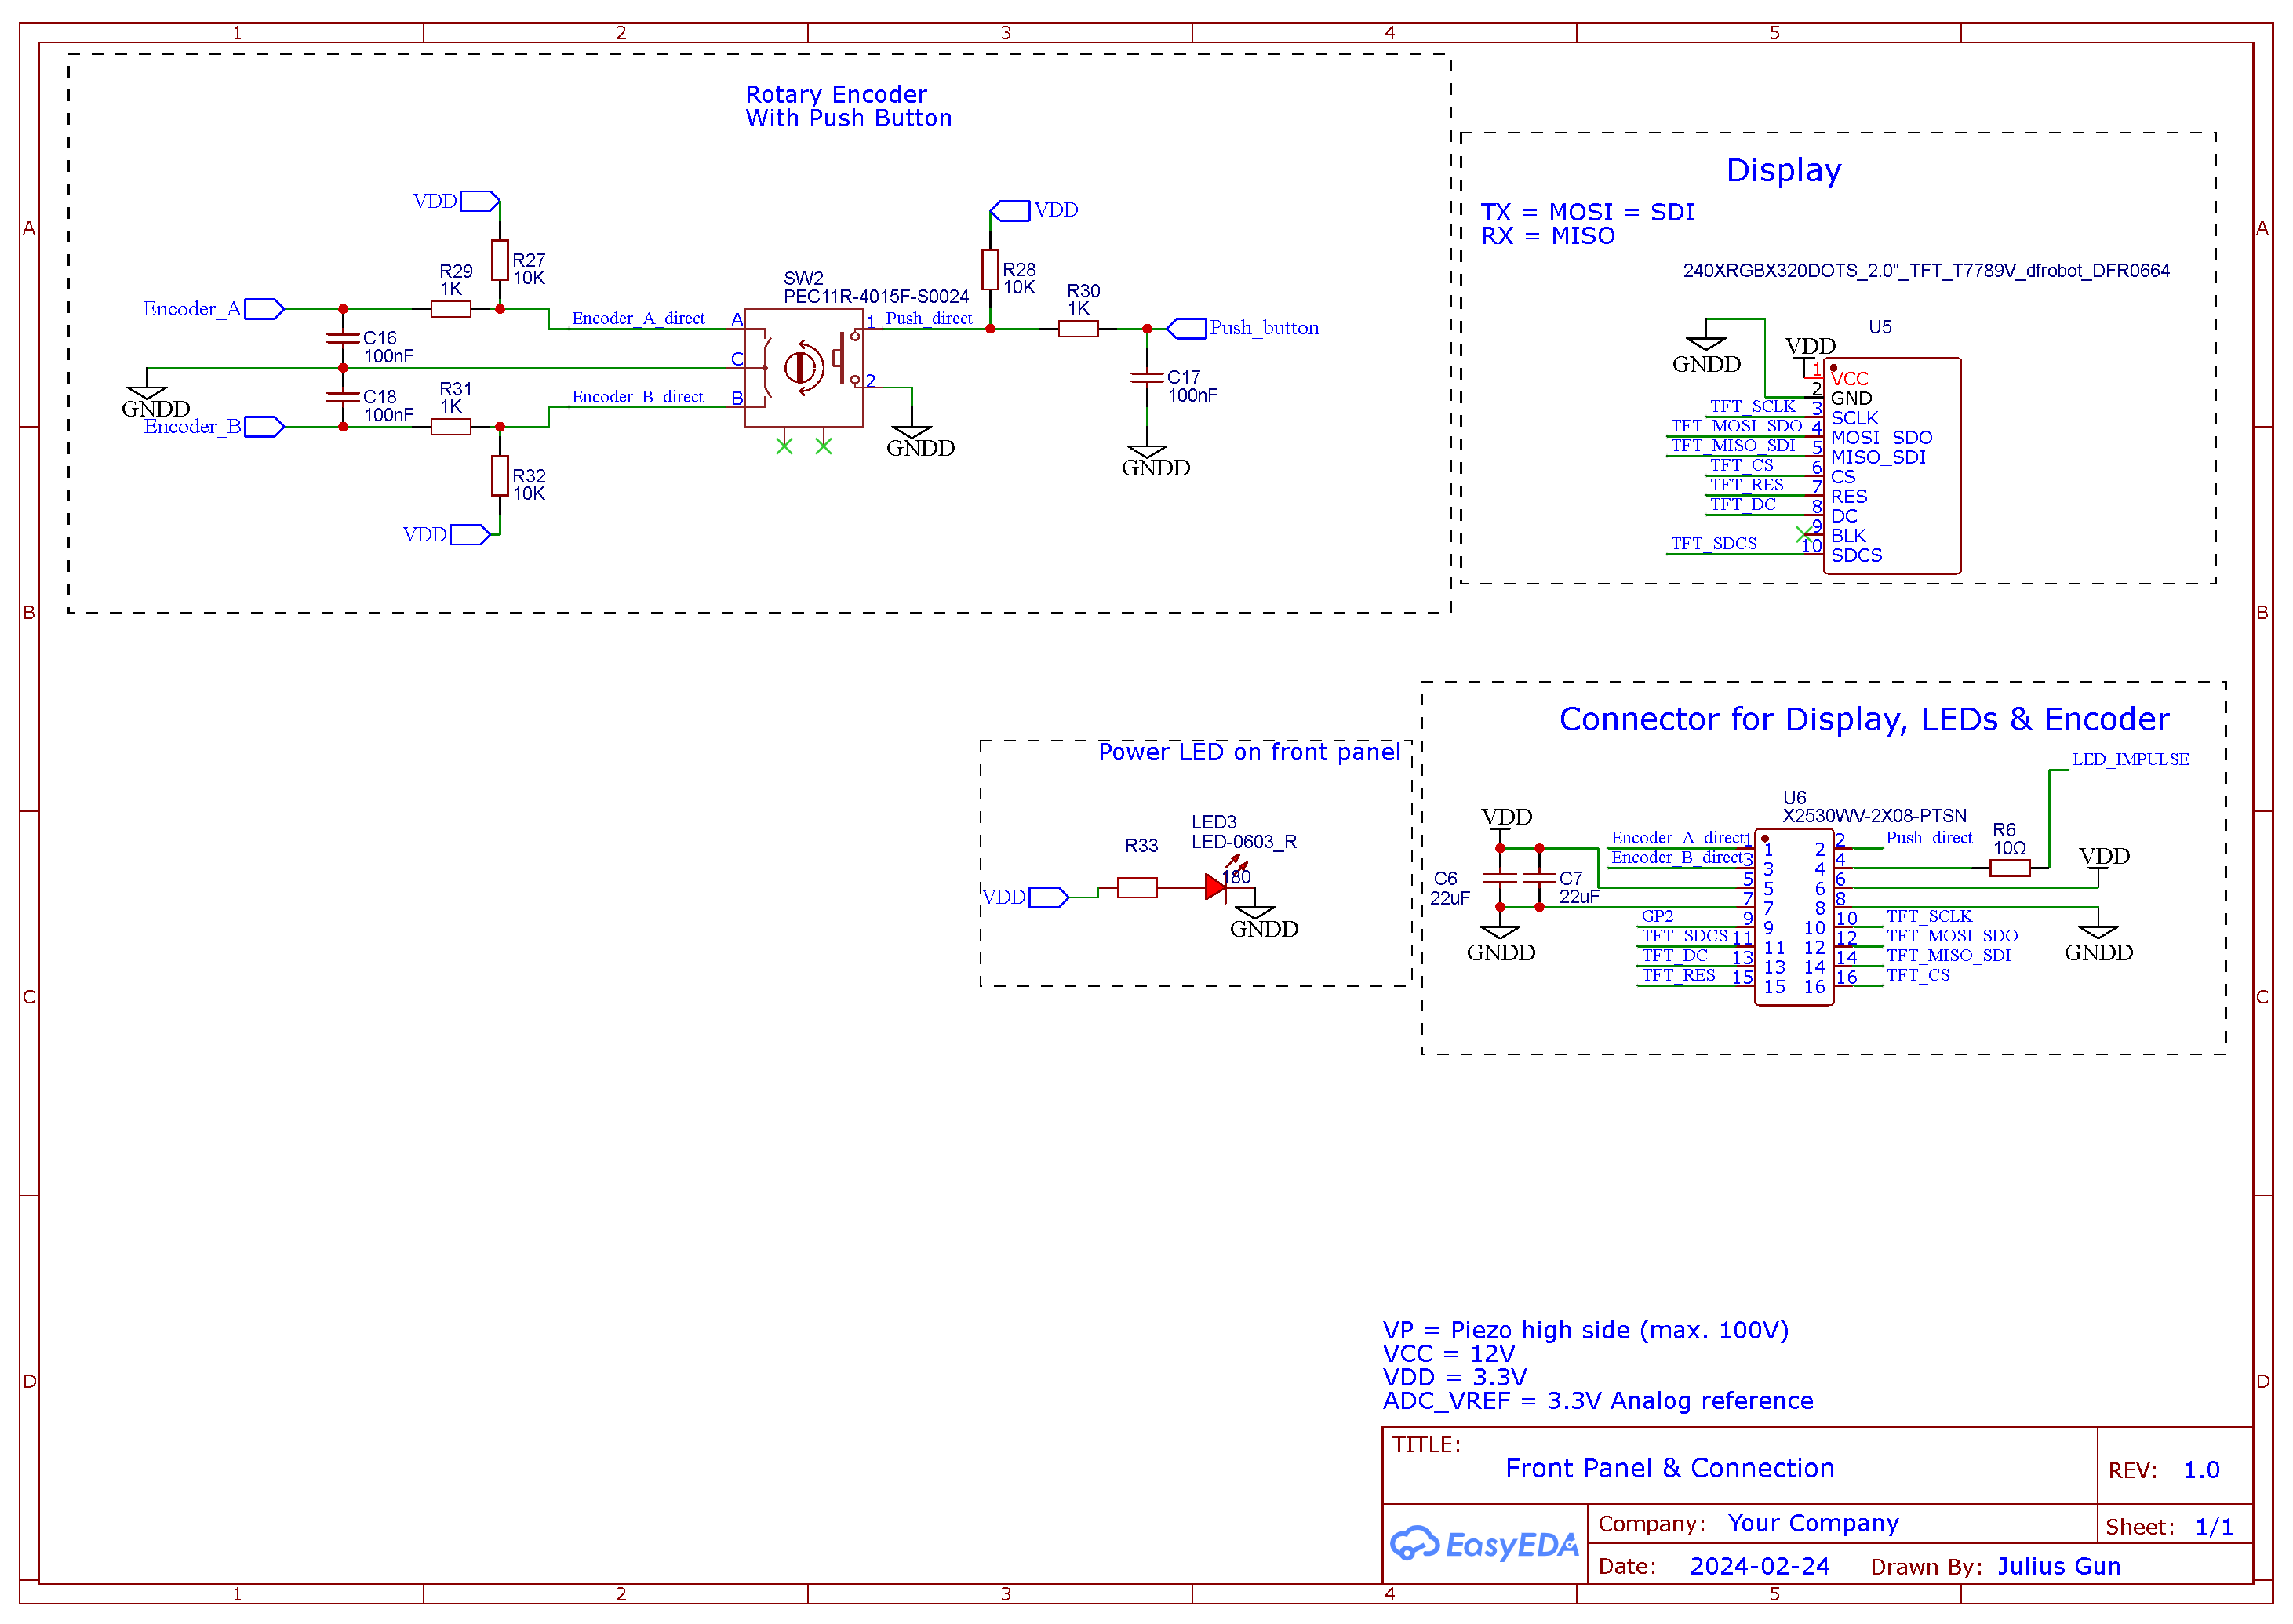 1 2 3 4 5
A
B
C
D
A
B
C
D
Rotary Encoder
With Push Button
VDD
R27
10K
R29
1K
Encoder_A
C16
100nF
GNDD
C18
100nF
Encoder_B
R31
1K
R32
10K
VDD
Encoder_A_direct
Encoder_B_direct
SW2
PEC11R-4015F-S0024
A
C
B
1
2
Push_direct
GNDD
VDD
R28
10K
R30
1K
Push_button
C17
100nF
GNDD
Display
TX = MOSI = SDI
RX = MISO
240XRGBX320DOTS_2.0"_TFT_T7789V_dfrobot_DFR0664
U5
GNDD
VDD
1 VCC
2 GND
TFT_SCLK 3 SCLK
TFT_MOSI_SDO 4 MOSI_SDO
TFT_MISO_SDI 5 MISO_SDI
TFT_CS 6 CS
TFT_RES 7 RES
TFT_DC 8 DC
9 BLK
TFT_SDCS 10 SDCS
Power LED on front panel
VDD
R33
LED3
LED-0603_R
180
GNDD
Connector for Display, LEDs & Encoder
LED_IMPULSE
U6
X2530WV-2X08-PTSN
VDD
C6
22uF
C7
22uF
GNDD
Encoder_A_direct 1 1 2 2 Push_direct
Encoder_B_direct 3 3 4 4
R6
10Ω
5 5 6 6
VDD
7 7 8 8
GNDD
GP2 9 9 10 10 TFT_SCLK
TFT_SDCS 11 11 12 12 TFT_MOSI_SDO
TFT_DC 13 13 14 14 TFT_MISO_SDI
TFT_RES 15 15 16 16 TFT_CS
VP = Piezo high side (max. 100V)
VCC = 12V
VDD = 3.3V
ADC_VREF = 3.3V Analog reference
TITLE:
Front Panel & Connection
REV: 1.0
EasyEDA
Company: Your Company
Sheet: 1/1
Date: 2024-02-24 Drawn By: Julius Gun
1 2 3 4 5